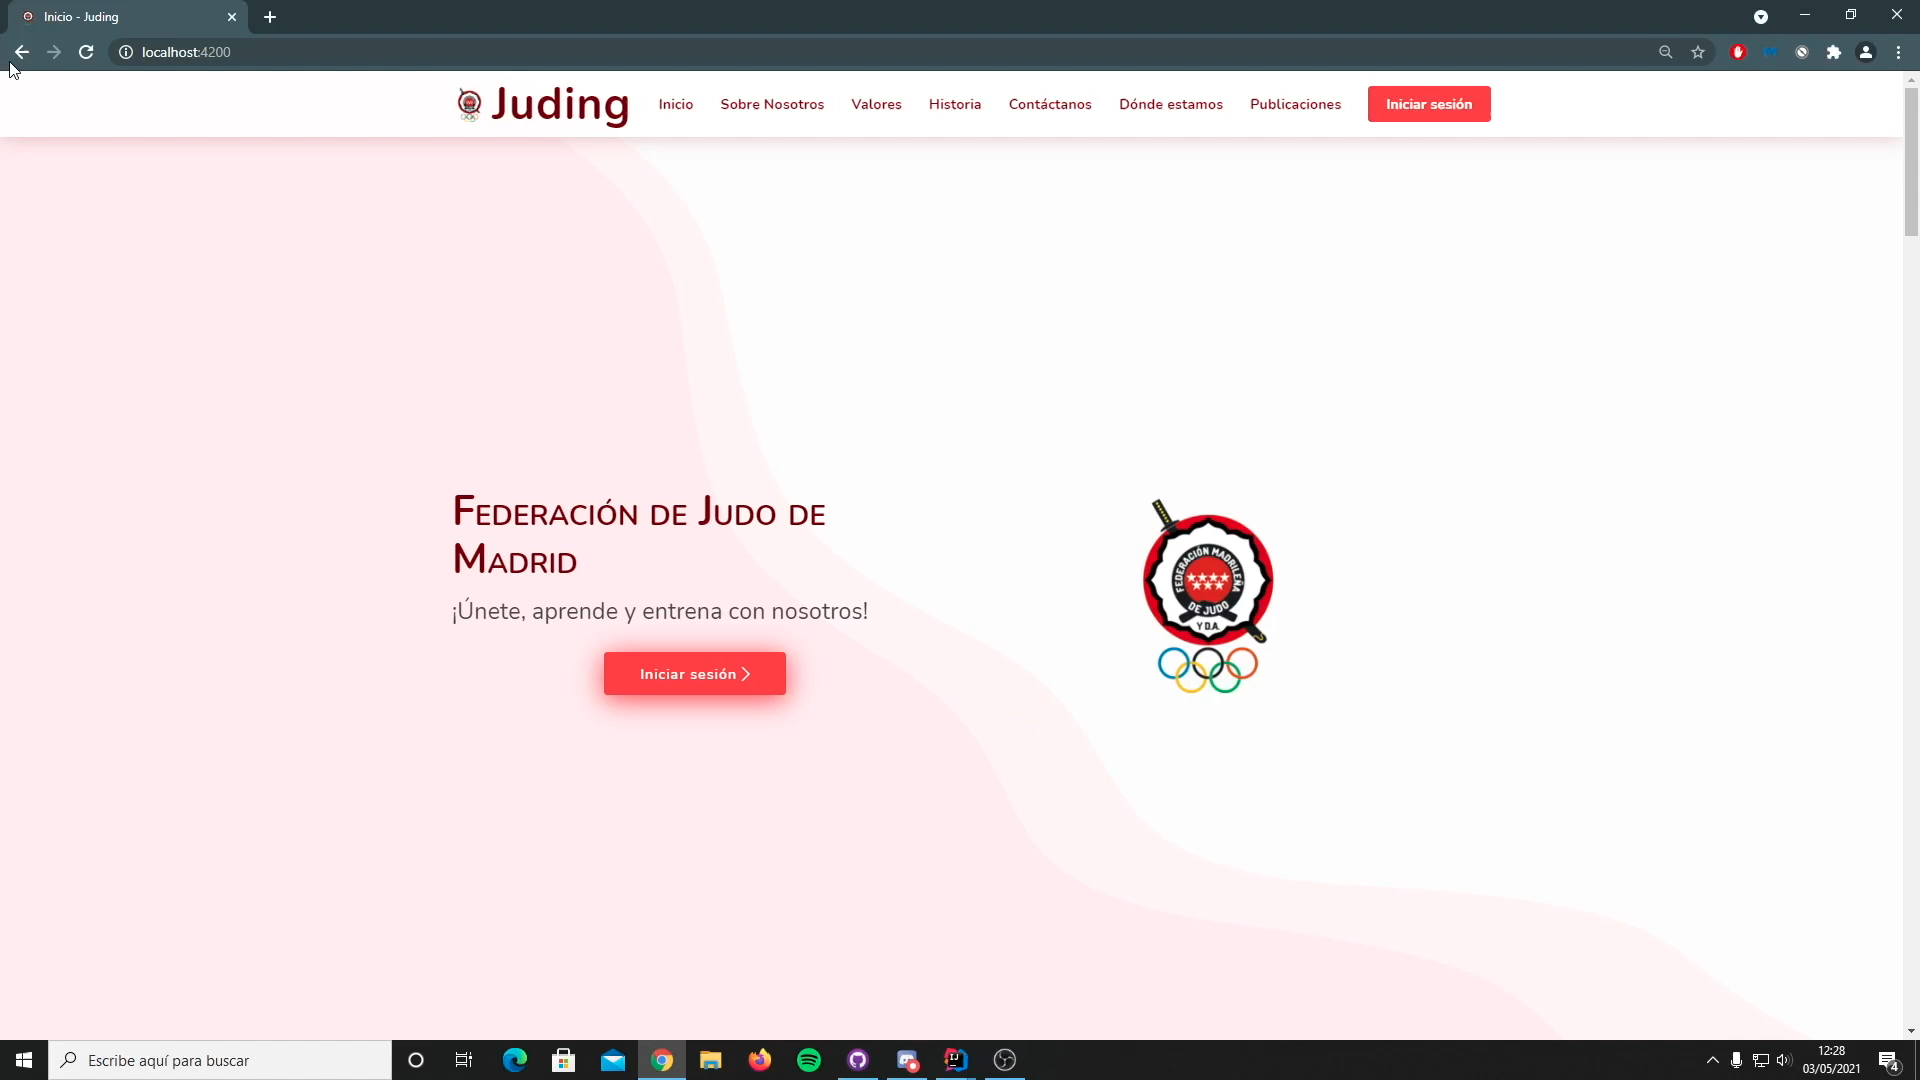 Inicio - Juding
localhost:4200
Juding
Inicio
Sobre Nosotros
Valores
Historia
Contáctanos
Dónde estamos
Publicaciones
Iniciar sesión
Federación de Judo de
Madrid
¡Únete, aprende y entrena con nosotros!
Iniciar sesión
FEDERACIÓN MADRILEÑA
DE JUDO
Y D.A.
Escribe aquí para buscar
12:28
03/05/2021
4